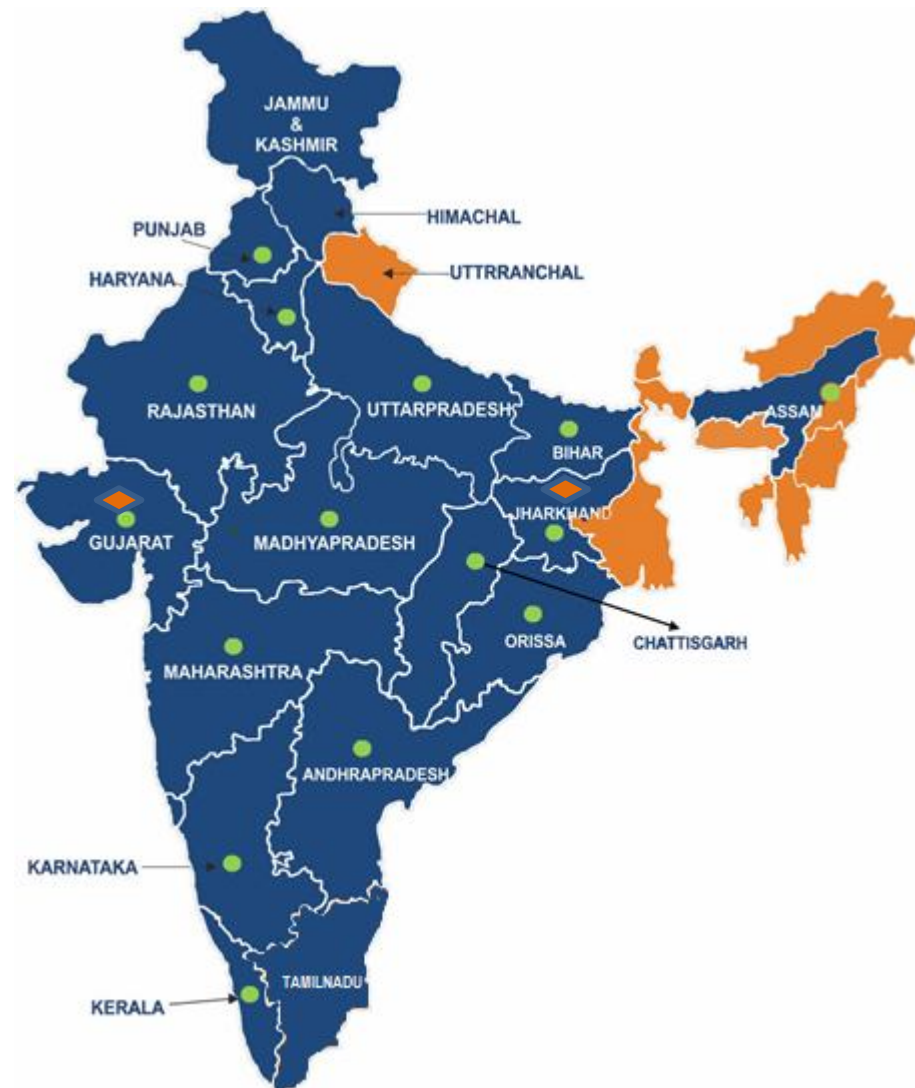 JAMMU
&
KASHMIR
HIMACHAL
PUNJAB
UTTRRANCHAL
HARYANA
RAJASTHAN
UTTARPRADESH
ASSAM
BIHAR
JHARKHAND
GUJARAT
MADHYAPRADESH
ORISSA
CHATTISGARH
MAHARASHTRA
ANDHRAPRADESH
KARNATAKA
TAMILNADU
KERALA